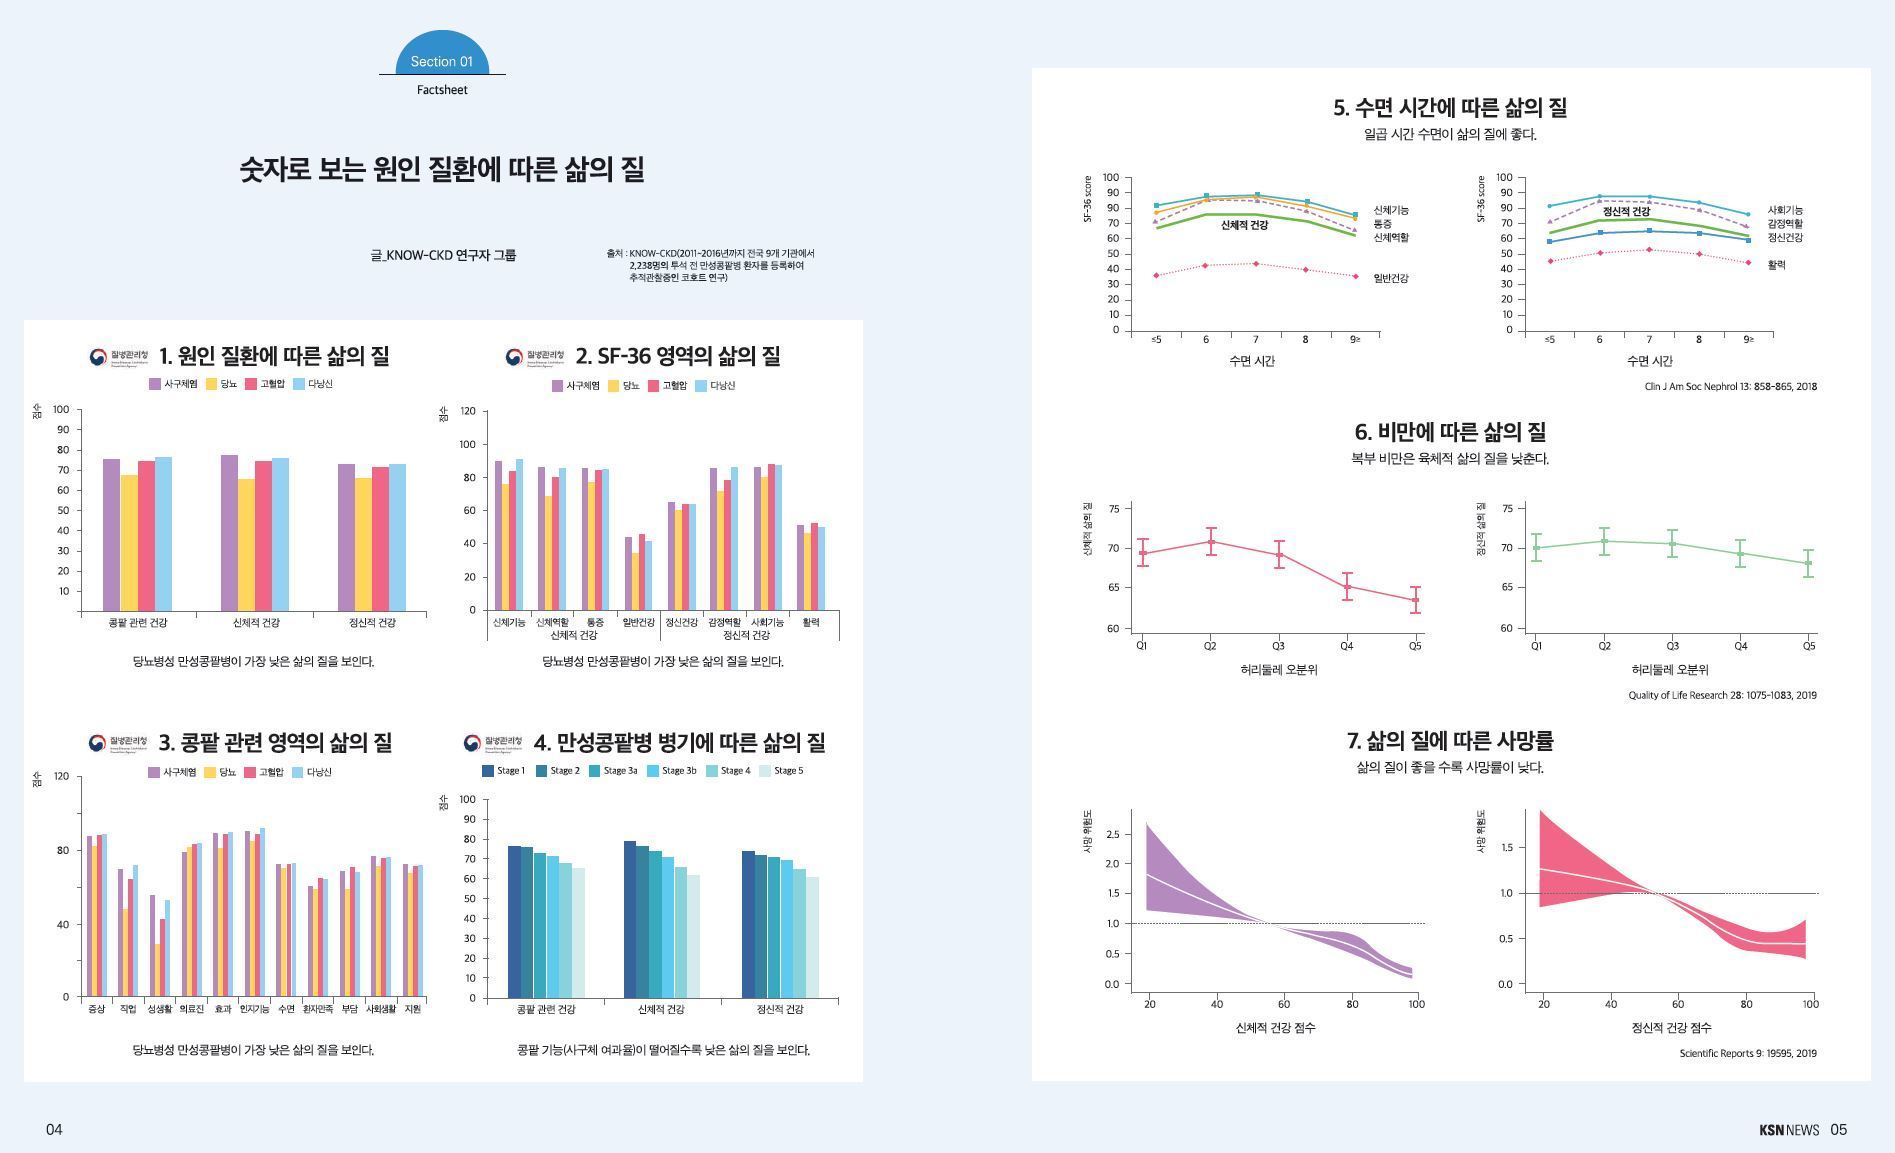 Section 01
Factsheet
숫자로 보는 원인 질환에 따른 삶의 질
글_KNOW-CKD 연구자 그룹
출처 : KNOW-CKD(2011~2016년까지 전국 9개 기관에서
2,238명의 투석 전 만성콩팥병 환자를 등록하여
추적관찰중인 코호트 연구)
질병관리청
1. 원인 질환에 따른 삶의 질
사구체염 당뇨 고혈압 다낭신
점수
100
90
80
70
60
50
40
30
20
10
콩팥 관련 건강 신체적 건강 정신적 건강
당뇨병성 만성콩팥병이 가장 낮은 삶의 질을 보인다.
질병관리청
2. SF-36 영역의 삶의 질
사구체염 당뇨 고혈압 다낭신
점수
120
100
80
60
40
20
0
신체기능 신체역할 통증 일반건강 정신건강 감정역할 사회기능 활력
신체적 건강 정신적 건강
당뇨병성 만성콩팥병이 가장 낮은 삶의 질을 보인다.
질병관리청
3. 콩팥 관련 영역의 삶의 질
사구체염 당뇨 고혈압 다낭신
점수
120
80
40
0
증상 직업 성생활 의료진 효과 인지기능 수면 환자만족 부담 사회생활 지원
당뇨병성 만성콩팥병이 가장 낮은 삶의 질을 보인다.
질병관리청
4. 만성콩팥병 병기에 따른 삶의 질
Stage 1 Stage 2 Stage 3a Stage 3b Stage 4 Stage 5
점수
100
90
80
70
60
50
40
30
20
10
0
콩팥 관련 건강 신체적 건강 정신적 건강
콩팥 기능(사구체 여과율)이 떨어질수록 낮은 삶의 질을 보인다.
04
5. 수면 시간에 따른 삶의 질
일곱 시간 수면이 삶의 질에 좋다.
SF-36 score
100
90
90
70
60
50
40
30
20
10
0
신체적 건강
신체기능
통증
신체역할
일반건강
≤5 6 7 8 9≥
수면 시간
SF-36 score
100
90
90
70
60
50
40
30
20
10
0
정신적 건강
사회기능
감정역할
정신건강
활력
≤5 6 7 8 9≥
수면 시간
Clin J Am Soc Nephrol 13: 858-865, 2018
6. 비만에 따른 삶의 질
복부 비만은 육체적 삶의 질을 낮춘다.
신체적 삶의 질
75
70
65
60
Q1 Q2 Q3 Q4 Q5
허리둘레 오분위
정신적 삶의 질
75
70
65
60
Q1 Q2 Q3 Q4 Q5
허리둘레 오분위
Quality of Life Research 28: 1075-1083, 2019
7. 삶의 질에 따른 사망률
삶의 질이 좋을 수록 사망률이 낮다.
사망 위험도
2.5
2.0
1.5
1.0
0.5
0.0
20 40 60 80 100
신체적 건강 점수
사망 위험도
1.5
1.0
0.5
0.0
20 40 60 80 100
정신적 건강 점수
Scientific Reports 9: 19595, 2019
KSN NEWS 05